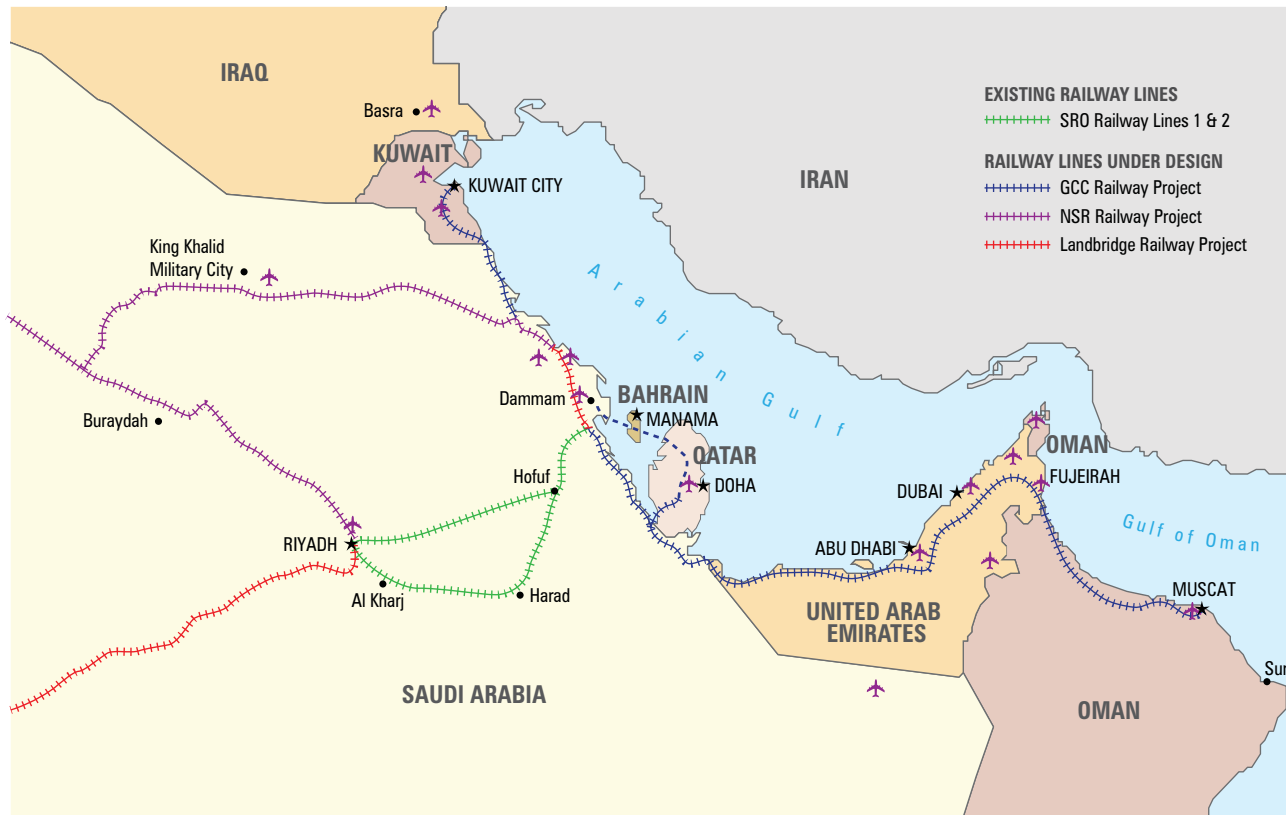 IRAQ
Basra
KUWAIT
KUWAIT CITY
IRAN
EXISTING RAILWAY LINES
SRO Railway Lines 1 & 2
RAILWAY LINES UNDER DESIGN
GCC Railway Project
NSR Railway Project
Landbridge Railway Project
King Khalid
Military City
Arabian Gulf
Buraydah
Dammam
BAHRAIN
MANAMA
QATAR
DOHA
Hofuf
RIYADH
Al Kharj
Harad
OMAN
FUJEIRAH
DUBAI
ABU DHABI
Gulf of Oman
UNITED ARAB
EMIRATES
MUSCAT
Sur
SAUDI ARABIA
OMAN